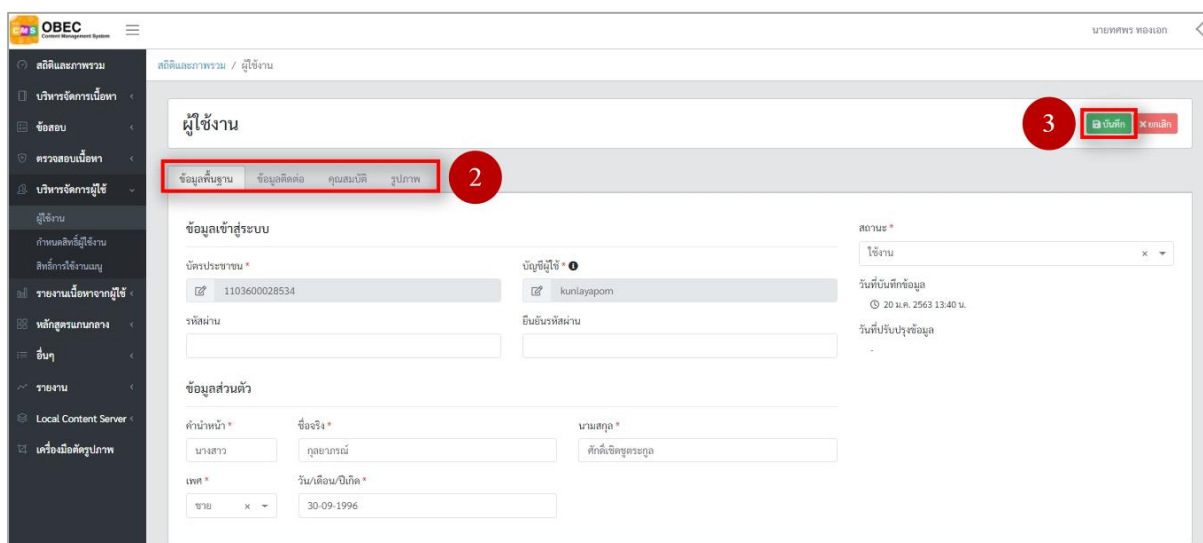 CMS OBEC
Content Management System
นายทศพร ทองเอก
สถิติและภาพรวม
บริหารจัดการเนื้อหา
ข้อสอบ
ตรวจสอบเนื้อหา
บริหารจัดการผู้ใช้
ผู้ใช้งาน
กำหนดสิทธิ์ผู้ใช้งาน
สิทธิ์การใช้งานเมนู
รายงานเนื้อหาจากผู้ใช้
หลักสูตรแกนกลาง
อื่นๆ
รายงาน
Local Content Server
เครื่องมือตัดรูปภาพ
สถิติและภาพรวม / ผู้ใช้งาน
ผู้ใช้งาน
3
บันทึก
ยกเลิก
ข้อมูลพื้นฐาน ข้อมูลติดต่อ คุณสมบัติ รูปภาพ
2
ข้อมูลเข้าสู่ระบบ
บัตรประชาชน * บัญชีผู้ใช้ *
1103600028534 kunlayaporn
รหัสผ่าน ยืนยันรหัสผ่าน
ข้อมูลส่วนตัว
คำนำหน้า * ชื่อจริง * นามสกุล *
นางสาว กุลยาภรณ์ ศักดิ์เชิดชูตระกูล
เพศ * วัน/เดือน/ปีเกิด *
ชาย × 30-09-1996
สถานะ *
ใช้งาน ×
วันที่บันทึกข้อมูล
20 ม.ค. 2563 13:40 น.
วันที่ปรับปรุงข้อมูล
-